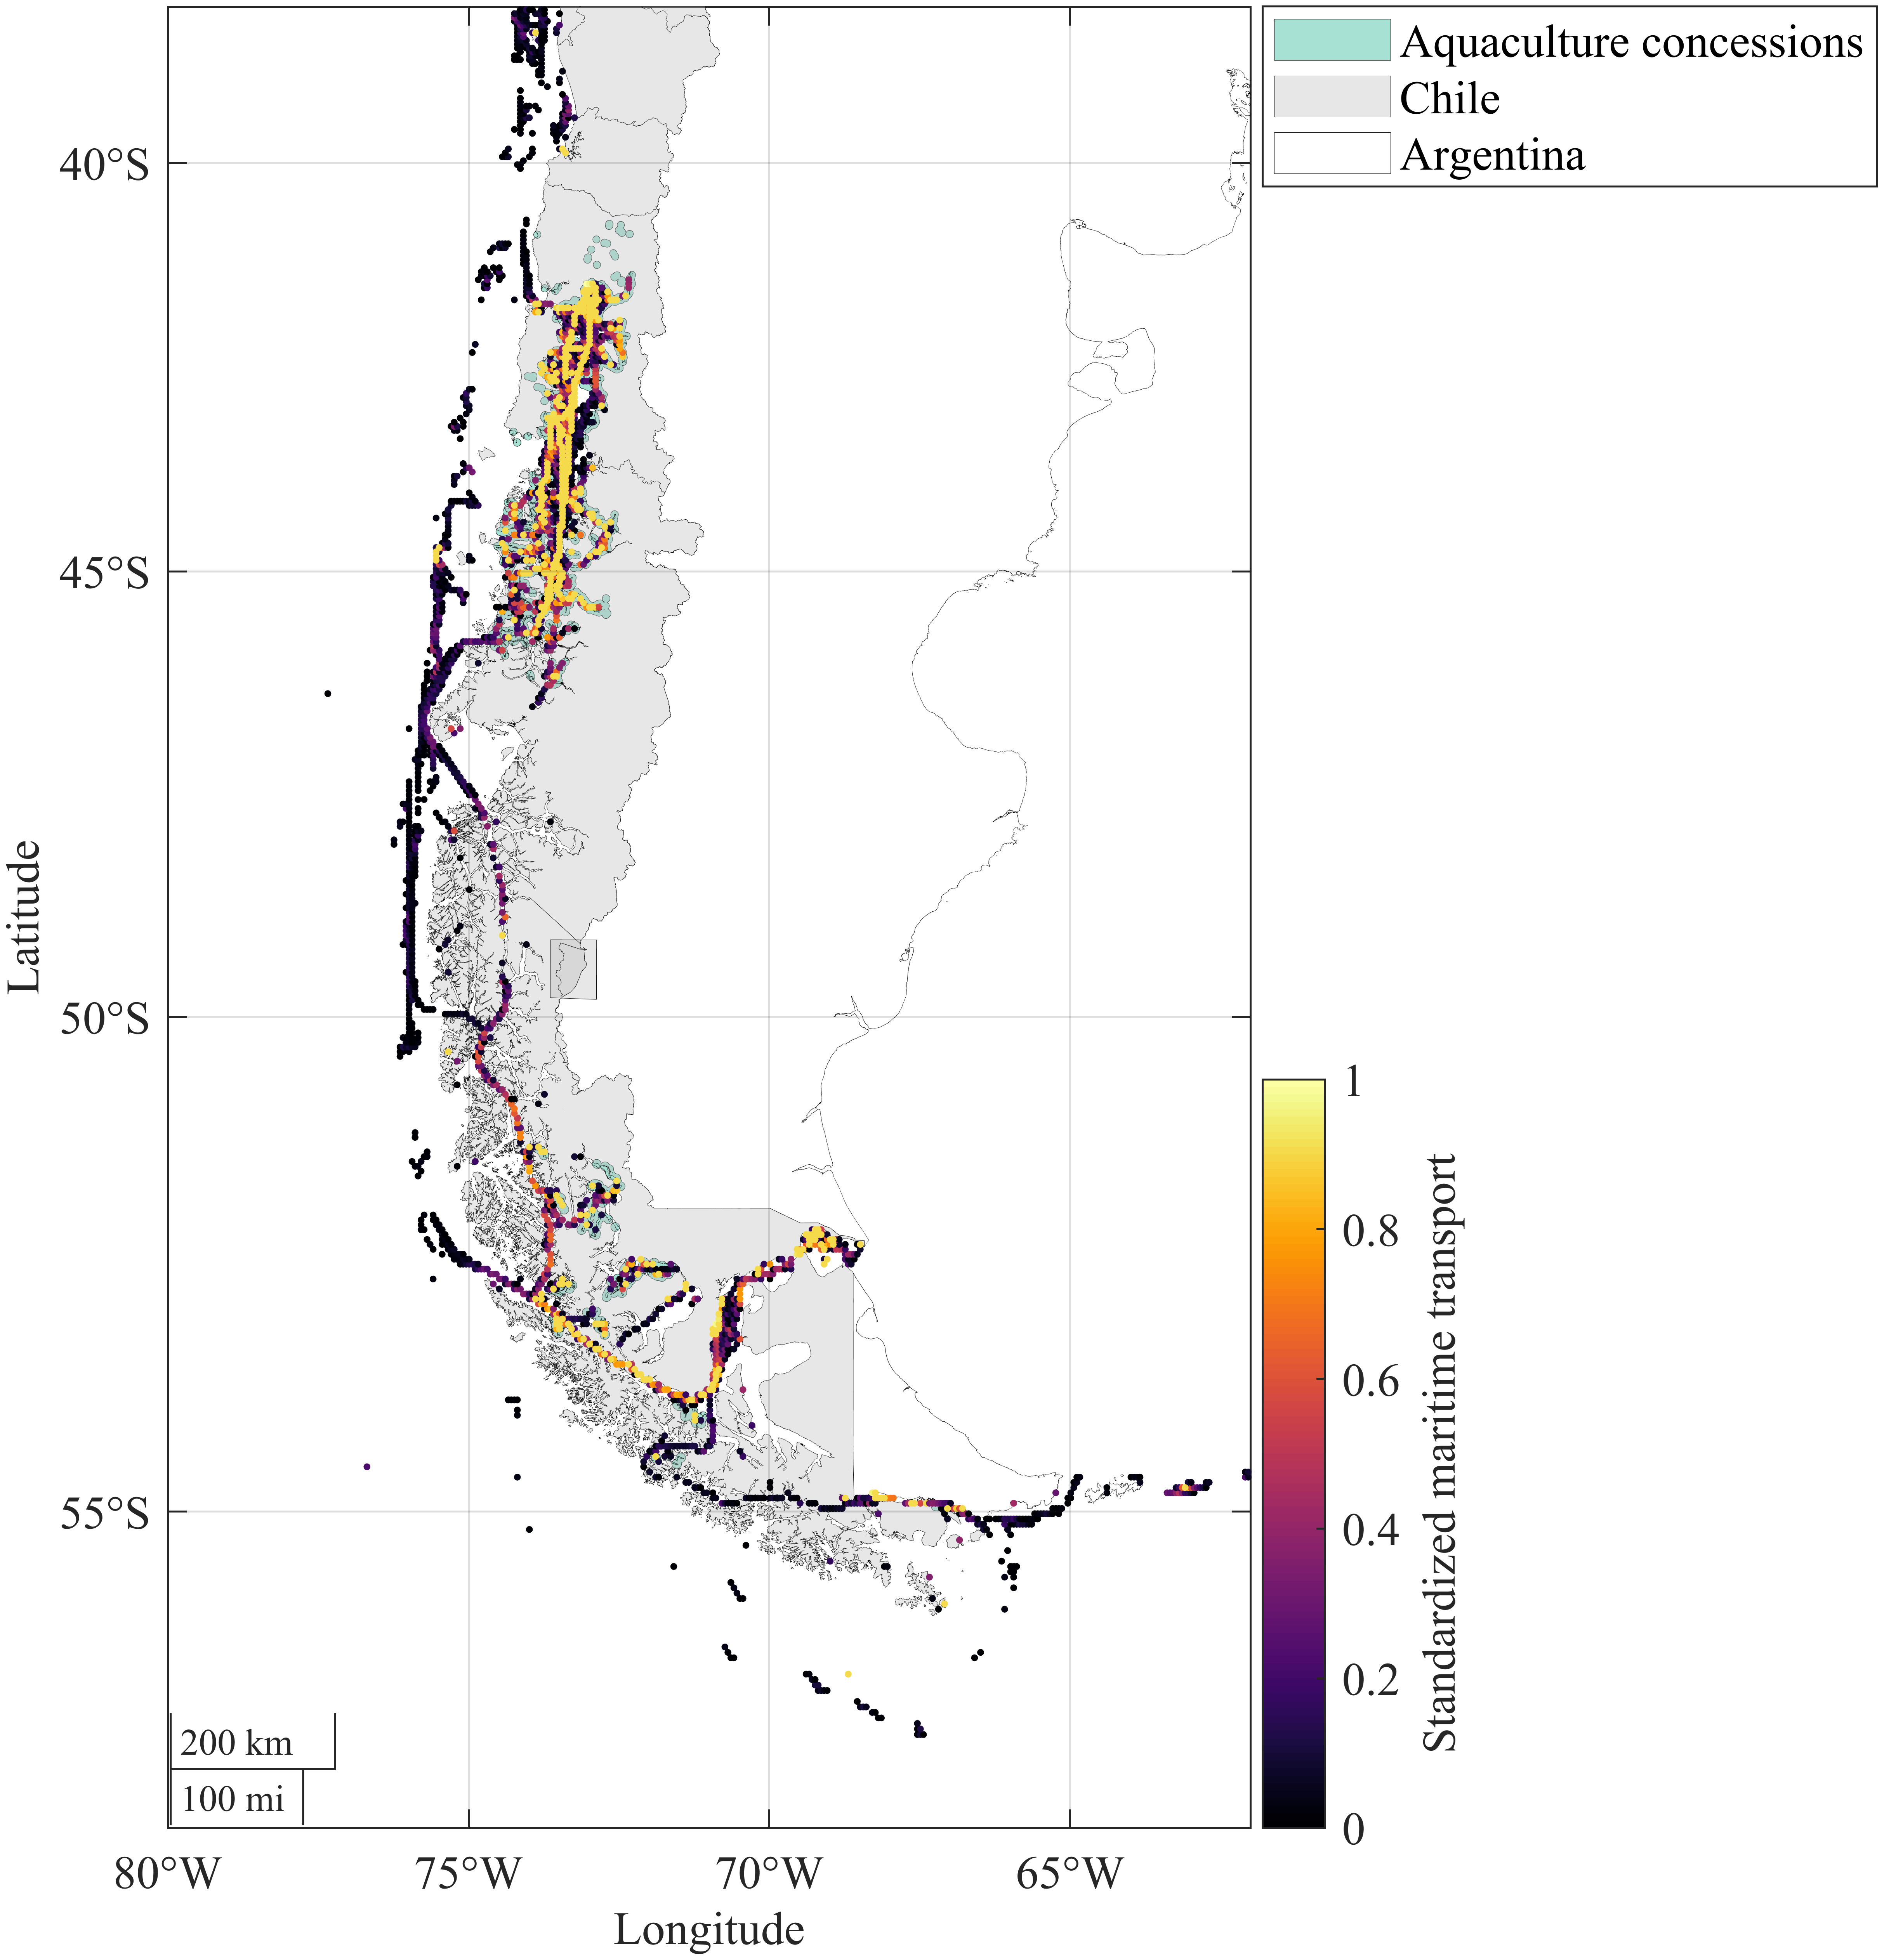 Aquaculture concessions
Chile
Argentina
40°S
45°S
50°S
55°S
Latitude
80°W
75°W
70°W
65°W
Longitude
200 km
100 mi
1
0.8
0.6
0.4
0.2
0
Standardized maritime transport